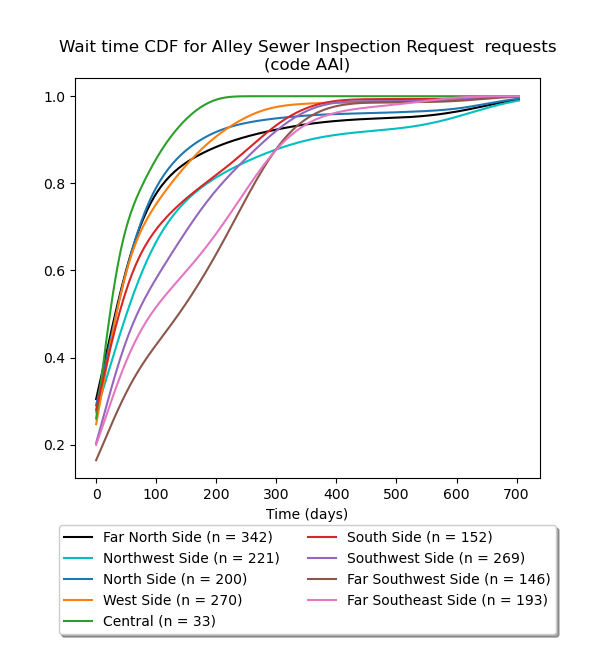 Wait time CDF for Alley Sewer Inspection Request  requests
(code AAI)
1.0
0.8
0.6
0.4
0.2
0 100 200 300 400 500 600 700
Time (days)
Far North Side (n = 342)
Northwest Side (n = 221)
North Side (n = 200)
West Side (n = 270)
Central (n = 33)
South Side (n = 152)
Southwest Side (n = 269)
Far Southwest Side (n = 146)
Far Southeast Side (n = 193)